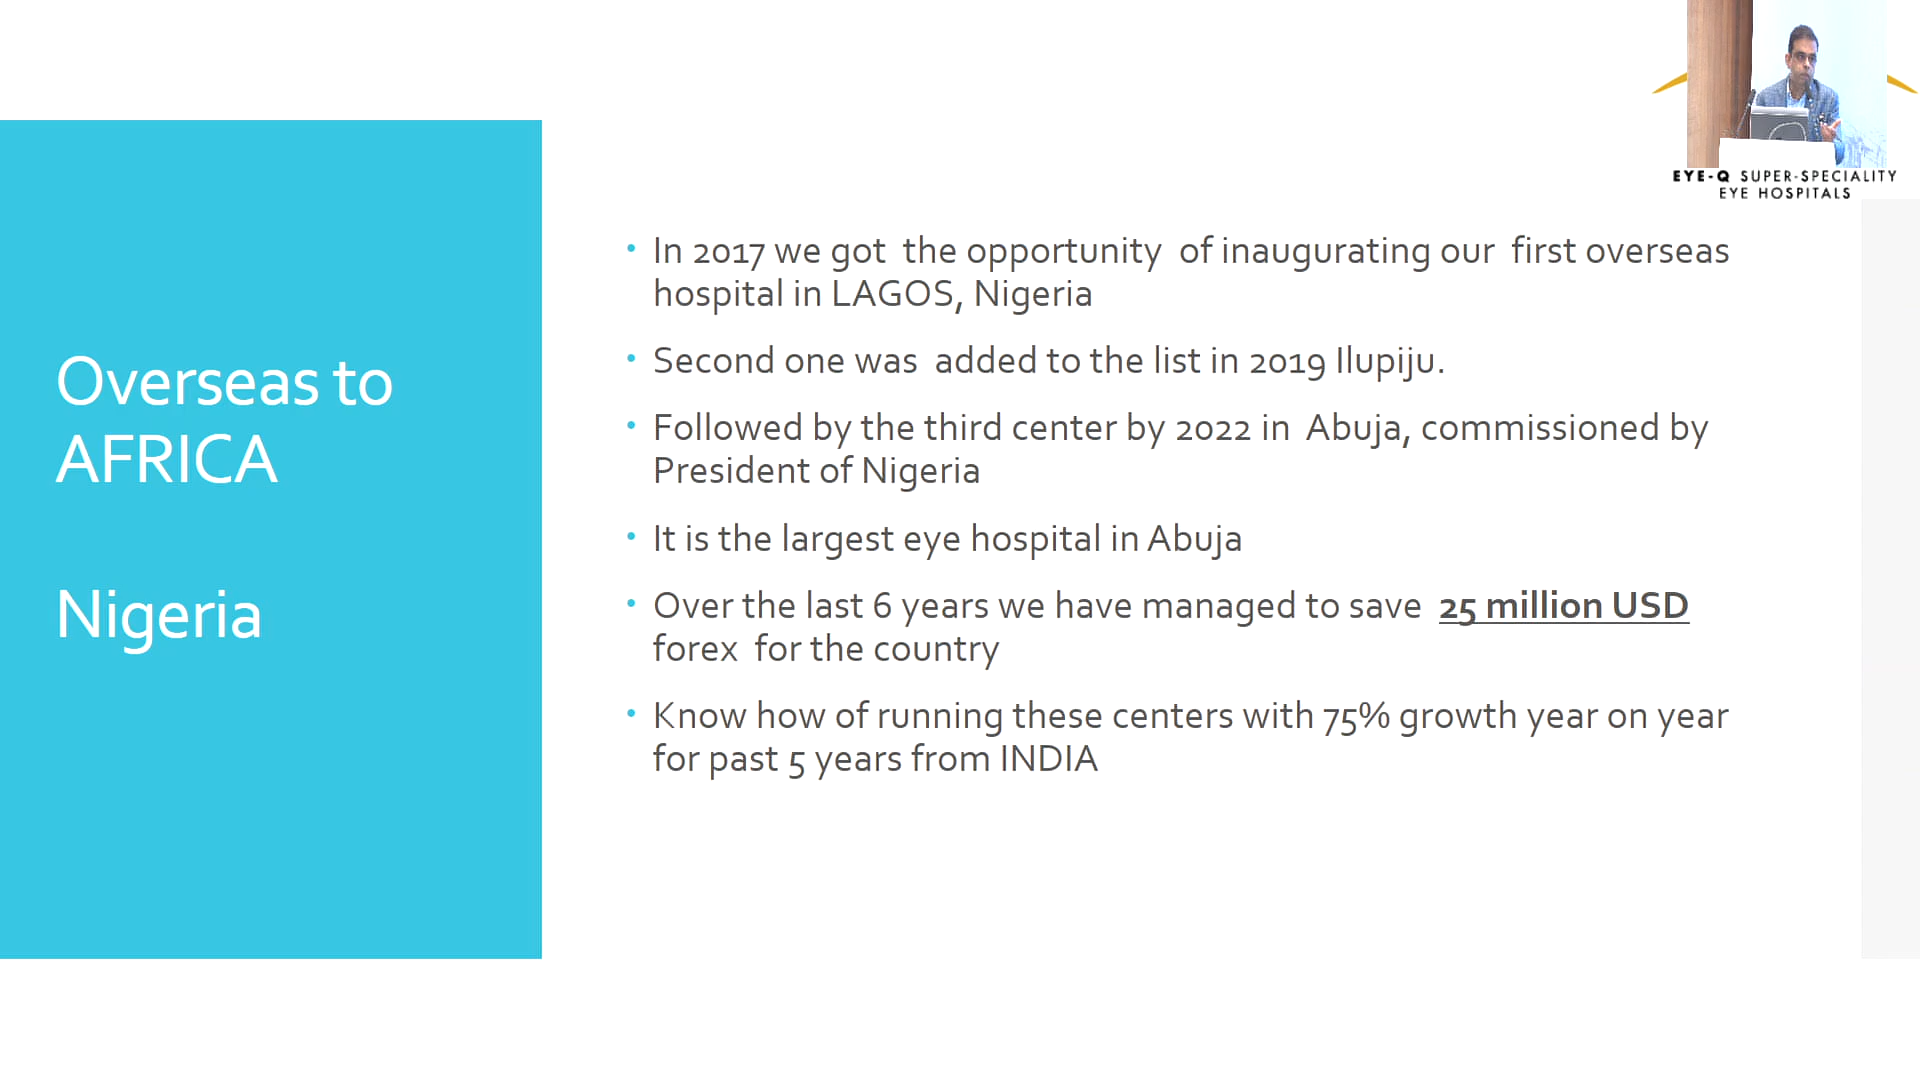 EYE-Q SUPER-SPECIALITY
EYE HOSPITALS
Overseas to
AFRICA
Nigeria
• In 2017 we got the opportunity of inaugurating our first overseas
hospital in LAGOS, Nigeria
• Second one was added to the list in 2019 Ilupiju.
• Followed by the third center by 2022 in Abuja, commissioned by
President of Nigeria
• It is the largest eye hospital in Abuja
• Over the last 6 years we have managed to save 25 million USD
forex for the country
• Know how of running these centers with 75% growth year on year
for past 5 years from INDIA